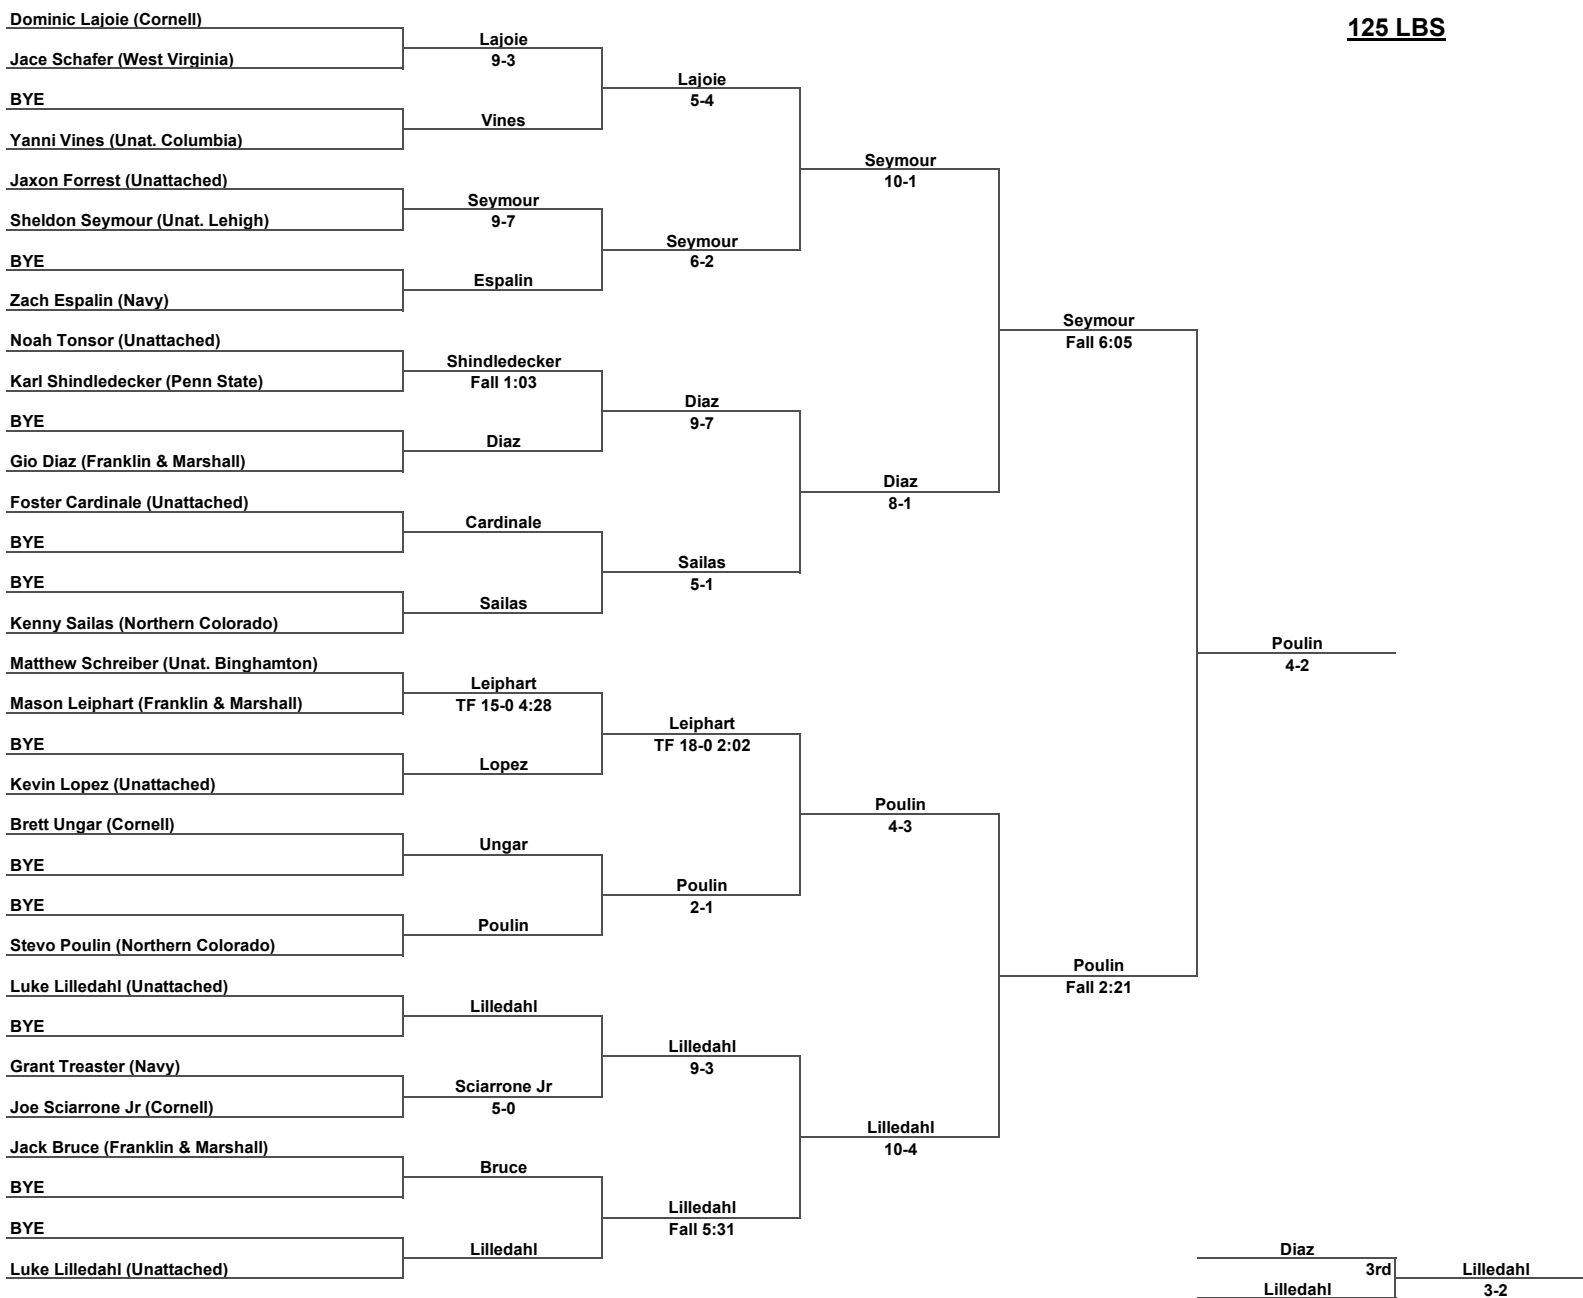 125 LBS
Dominic Lajoie (Cornell)
Jace Schafer (West Virginia)
BYE
Yanni Vines (Unat. Columbia)
Jaxon Forrest (Unattached)
Sheldon Seymour (Unat. Lehigh)
BYE
Zach Espalin (Navy)
Noah Tonsor (Unattached)
Karl Shindledecker (Penn State)
BYE
Gio Diaz (Franklin & Marshall)
Foster Cardinale (Unattached)
BYE
BYE
Kenny Sailas (Northern Colorado)
Matthew Schreiber (Unat. Binghamton)
Mason Leiphart (Franklin & Marshall)
BYE
Kevin Lopez (Unattached)
Brett Ungar (Cornell)
BYE
BYE
Stevo Poulin (Northern Colorado)
Luke Lilledahl (Unattached)
BYE
Grant Treaster (Navy)
Joe Sciarrone Jr (Cornell)
Jack Bruce (Franklin & Marshall)
BYE
BYE
Luke Lilledahl (Unattached)
Lajoie
9-3
Vines
Seymour
9-7
Espalin
Shindledecker
Fall 1:03
Diaz
Cardinale
Sailas
Leiphart
TF 15-0 4:28
Lopez
Ungar
Poulin
Lilledahl
Sciarrone Jr
5-0
Bruce
Lilledahl
Lajoie
5-4
Seymour
6-2
Diaz
9-7
Sailas
5-1
Leiphart
TF 18-0 2:02
Poulin
2-1
Lilledahl
9-3
Lilledahl
Fall 5:31
Seymour
10-1
Diaz
8-1
Poulin
4-3
Lilledahl
10-4
Seymour
Fall 6:05
Poulin
Fall 2:21
Poulin
4-2
Diaz
3rd
Lilledahl
Lilledahl
3-2